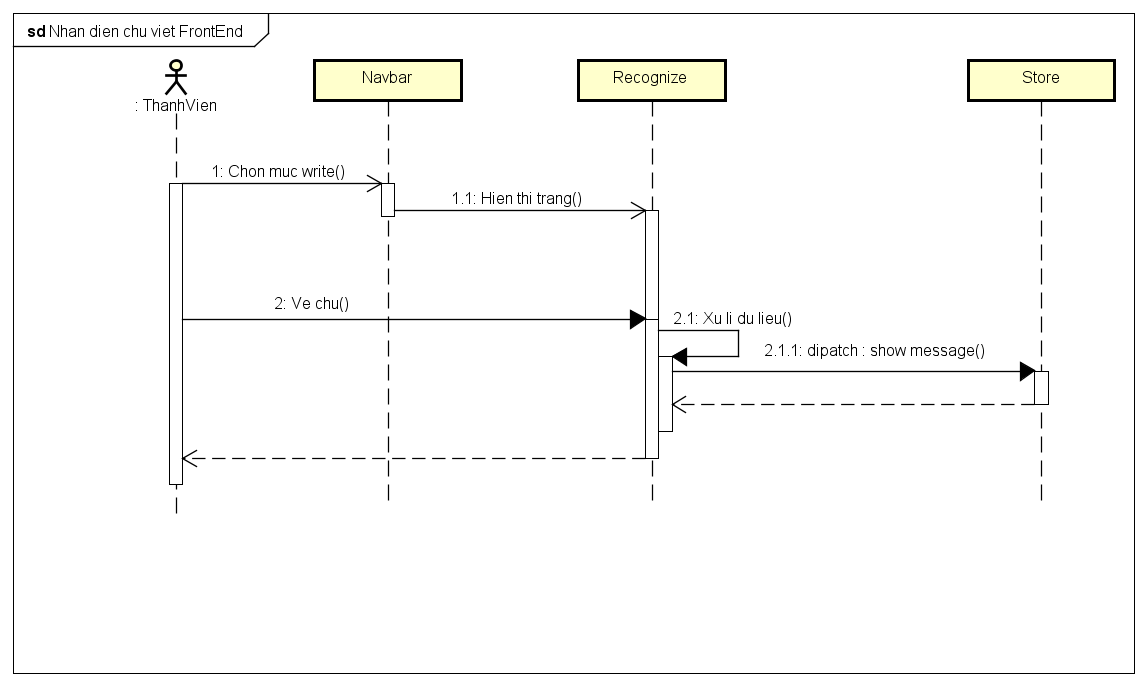 sd Nhan dien chu viet FrontEnd
Navbar
Recognize
Store
: ThanhVien
1: Chon muc write()
1.1: Hien thi trang()
2: Ve chu()
2.1: Xu li du lieu()
2.1.1: dipatch : show message()